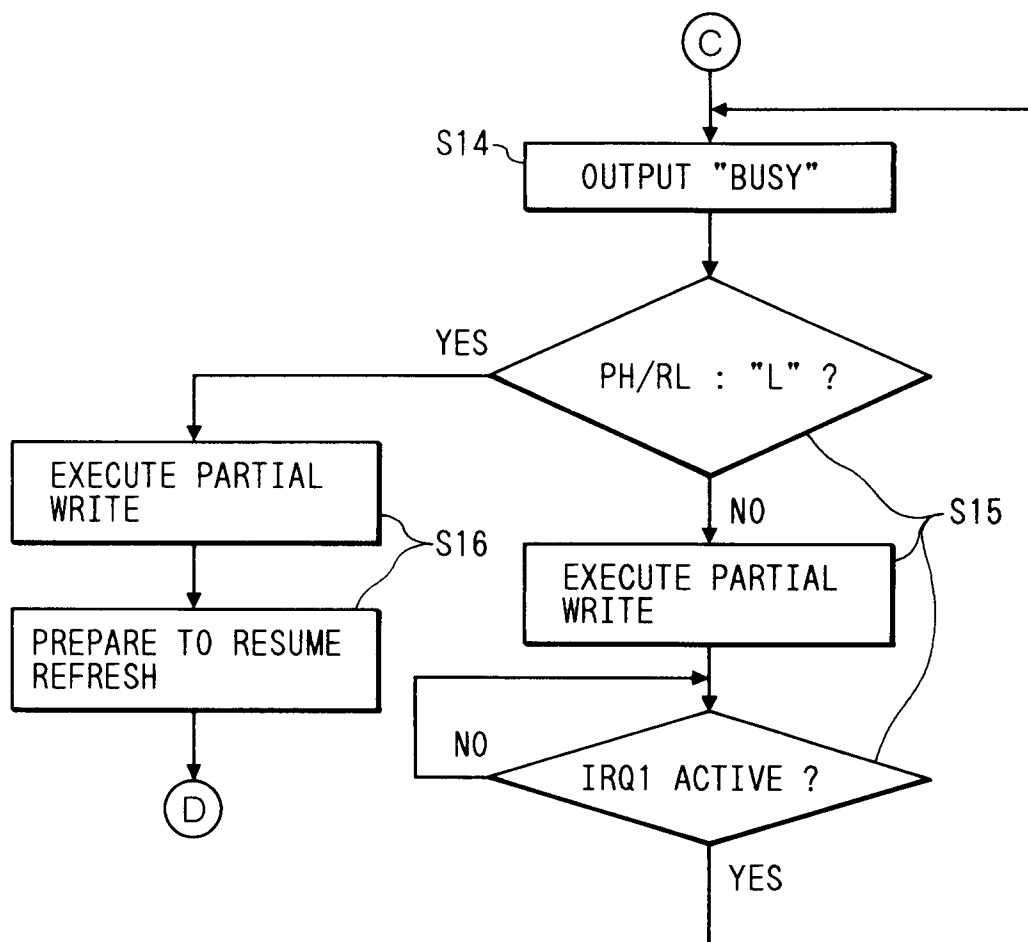 C
S14
OUTPUT "BUSY"
YES
PH/RL : "L" ?
EXECUTE PARTIAL
WRITE
S16
NO
S15
EXECUTE PARTIAL
WRITE
PREPARE TO RESUME
REFRESH
NO
IRQ1 ACTIVE ?
D
YES